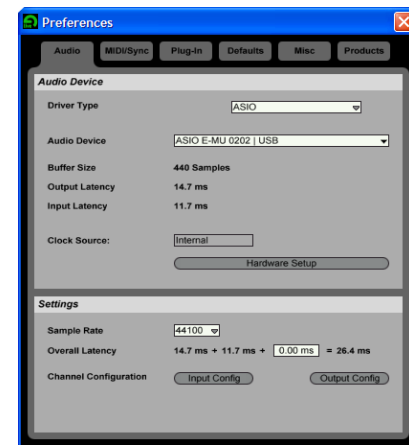 Preferences
Audio MIDI/Sync Plug-In Defaults Misc Products
Audio Device
Driver Type ASIO
Audio Device ASIO E-MU 0202 | USB
Buffer Size 440 Samples
Output Latency 14.7 ms
Input Latency 11.7 ms
Clock Source: Internal
Hardware Setup
Settings
Sample Rate 44100
Overall Latency 14.7 ms + 11.7 ms + 0.00 ms = 26.4 ms
Channel Configuration Input Config Output Config